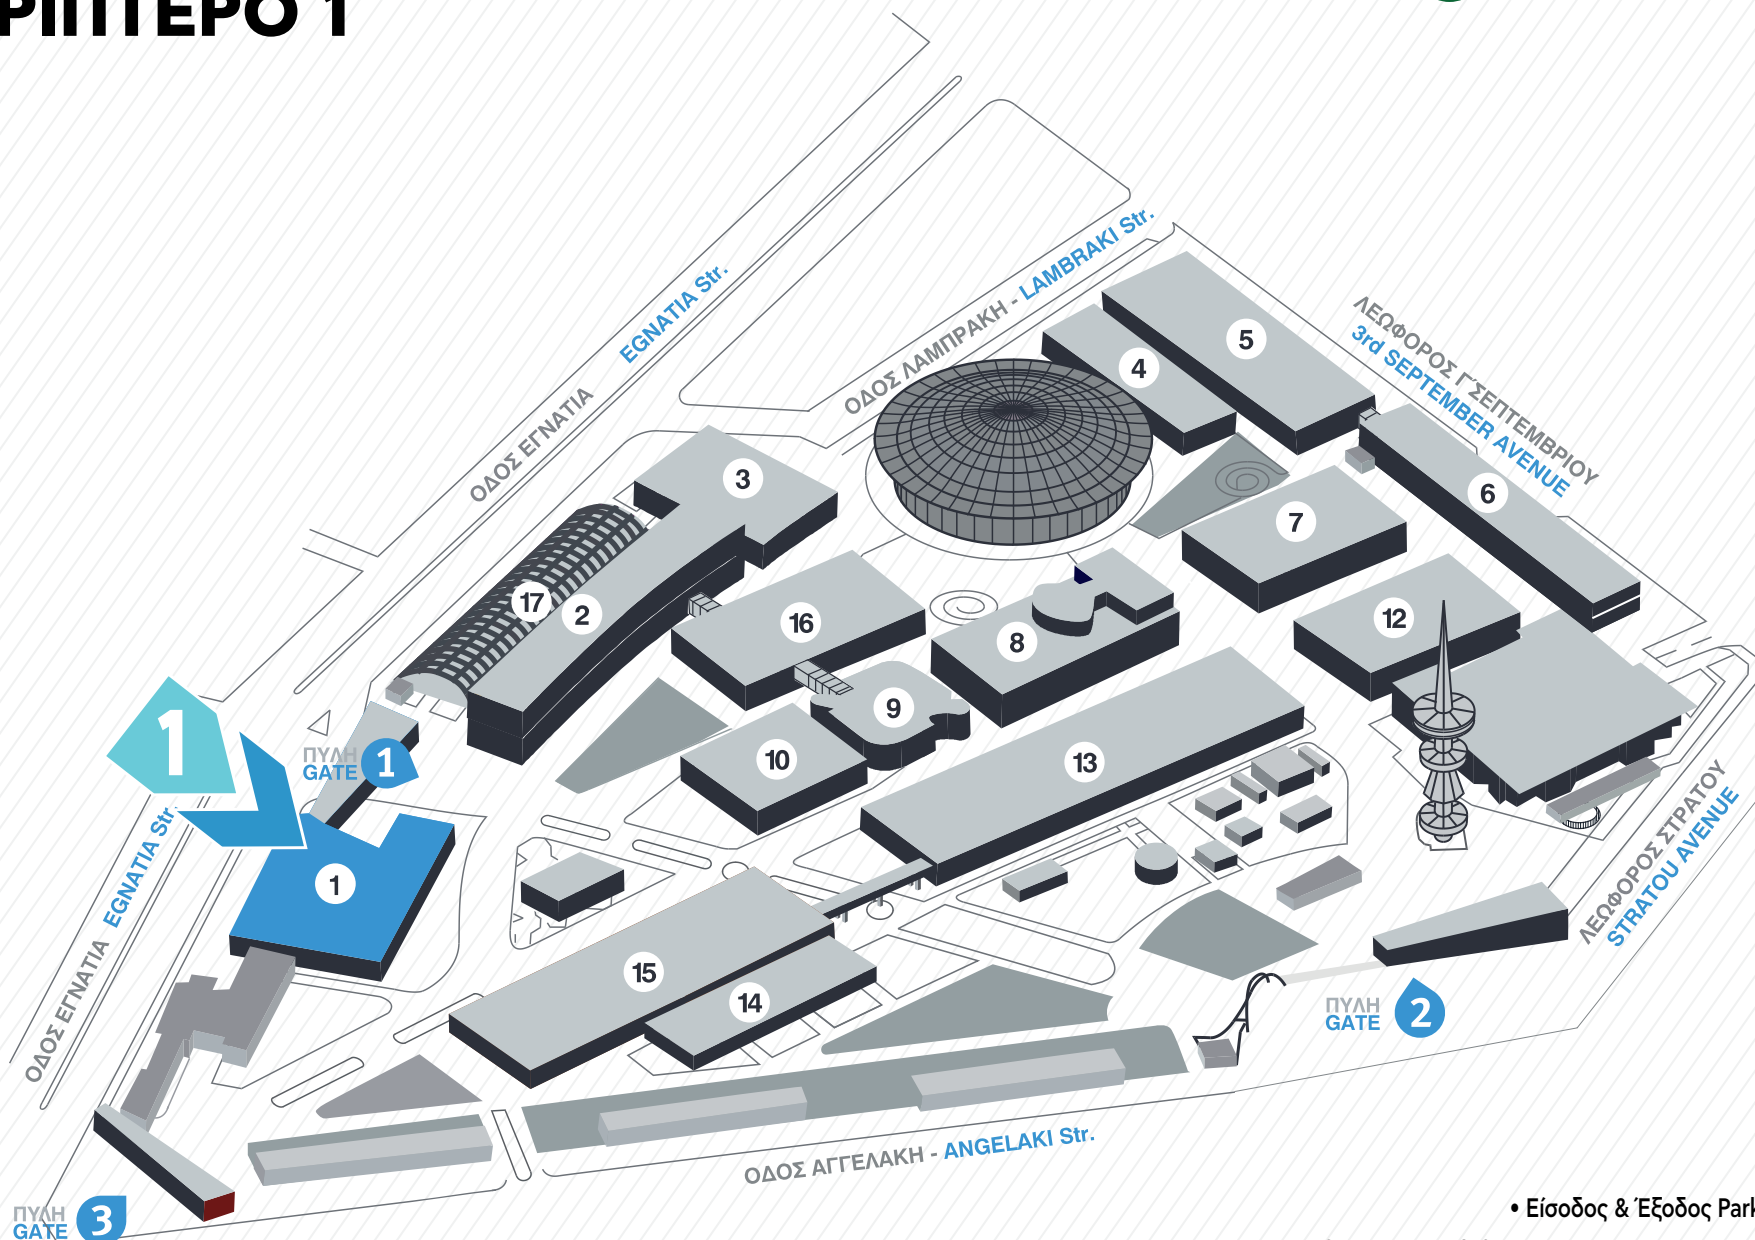 ΡΙΠΤΕΡΟ 1
EGNATIA Str.
ΟΔΟΣ ΕΓΝΑΤΙΑ
ΟΔΟΣ ΛΑΜΠΡΑΚΗ - LAMBRAKI Str.
ΛΕΩΦΟΡΟΣ Γ΄ΣΕΠΤΕΜΒΡΙΟΥ
3rd SEPTEMBER AVENUE
5
4
3
6
7
17
2
16
12
8
9
10
13
1
ΠΥΛΗ
GATE 1
1
EGNATIA Str.
ΟΔΟΣ ΕΓΝΑΤΙΑ
15
14
ΛΕΩΦΟΡΟΣ ΣΤΡΑΤΟΥ
STRATOU AVENUE
ΠΥΛΗ
GATE 2
ΟΔΟΣ ΑΓΓΕΛΑΚΗ - ANGELAKI Str.
ΠΥΛΗ
GATE 3
• Είσοδος & Έξοδος Park